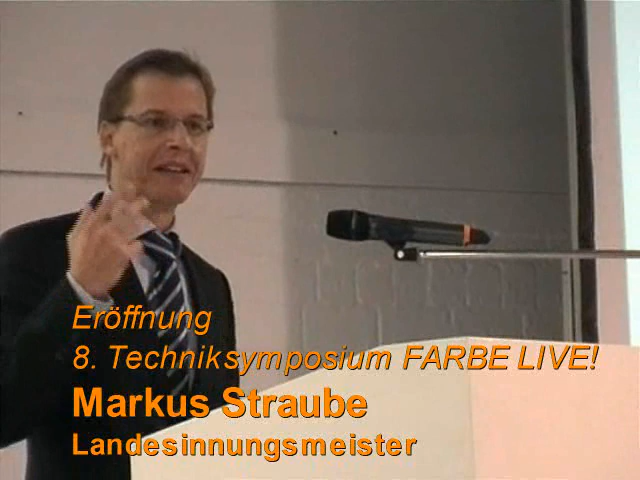 Eröffnung
8. Techniksymposium FARBE LIVE!
Markus Straube
Landesinnungsmeister